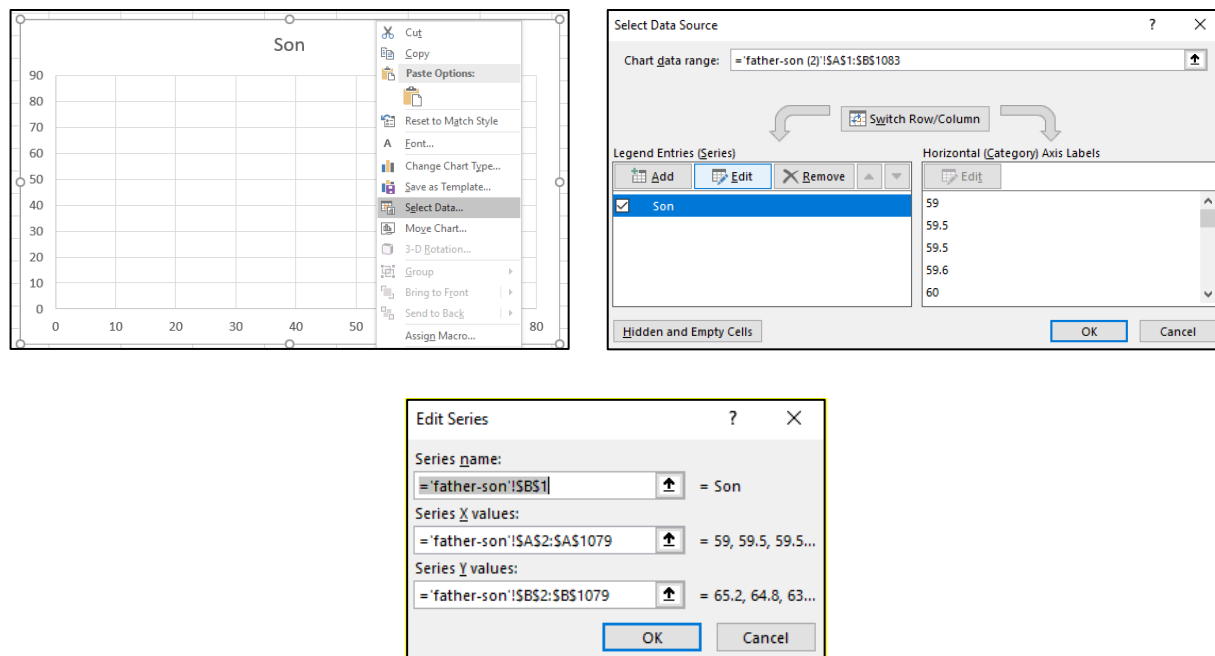 Son
90
80
70
60
50
40
30
20
10
0
0 10 20 30 40 50 80
Cut
Copy
Paste Options:
Reset to Match Style
A Font...
Change Chart Type...
Save as Template...
Select Data...
Move Chart...
3-D Rotation...
Group
Bring to Front
Send to Back
Assign Macro...
Select Data Source ? ×
Chart data range: ='father-son (2)'!$A$1:$B$1083
Switch Row/Column
Legend Entries (Series)
Add Edit Remove
Son
Horizontal (Category) Axis Labels
Edit
59
59.5
59.5
59.6
60
Hidden and Empty Cells
OK Cancel
Edit Series ? ×
Series name:
='father-son'!$B$1 = Son
Series X values:
='father-son'!$A$2:$A$1079 = 59, 59.5, 59.5...
Series Y values:
='father-son'!$B$2:$B$1079 = 65.2, 64.8, 63...
OK Cancel